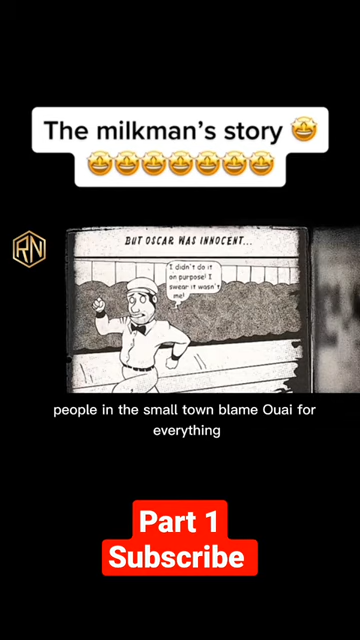 The milkman's story 🤩
🤩🤩🤩🤩🤩🤩🤩
RN
BUT OSCAR WAS INNOCENT...
I didn't do it
on purpose! I
swear it wasn't
me!
people in the small town blame Ouai for
everything
Part 1
Subscribe